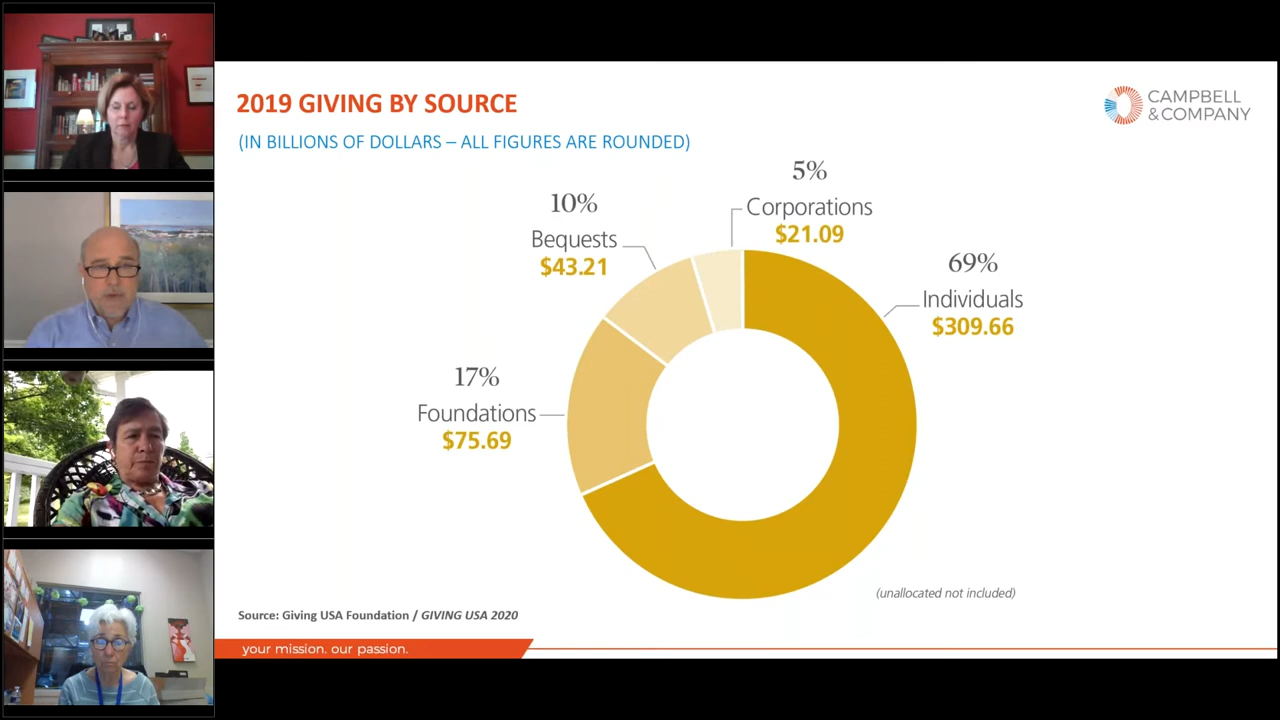 2019 GIVING BY SOURCE
(IN BILLIONS OF DOLLARS – ALL FIGURES ARE ROUNDED)
CAMPBELL
& COMPANY
5%
Corporations
$21.09
10%
Bequests
$43.21
69%
Individuals
$309.66
17%
Foundations
$75.69
(unallocated not included)
Source: Giving USA Foundation / GIVING USA 2020
your mission. our passion.